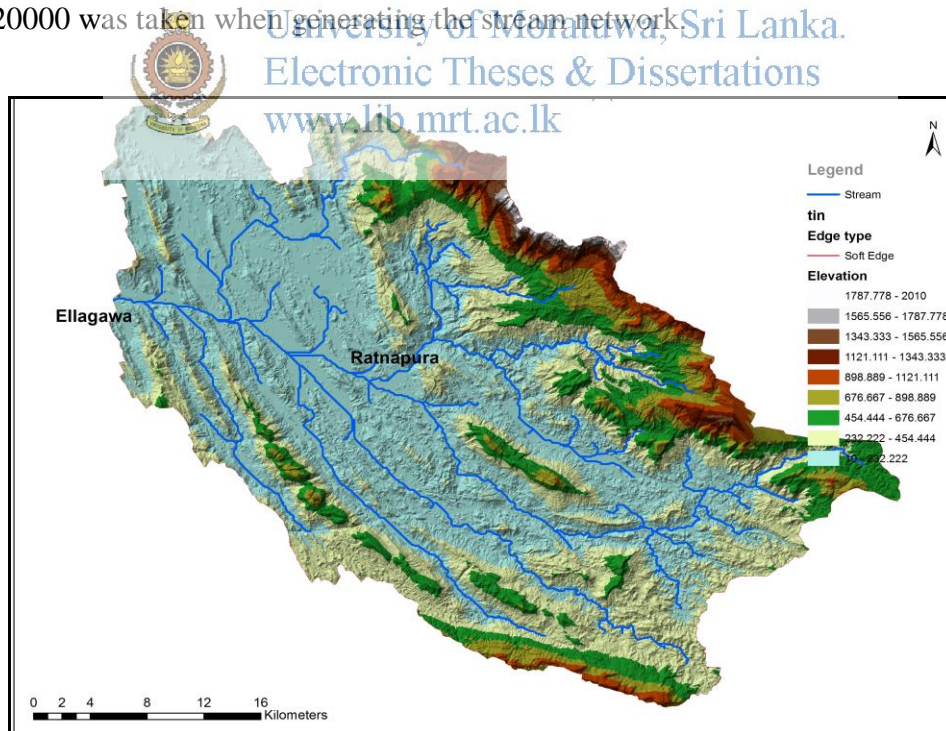 20000 was taken when generating the stream network.
University of Moratuwa, Sri Lanka.
Electronic Theses & Dissertations
www.lib.mrt.ac.lk
N
Legend
Stream
tin
Edge type
Soft Edge
Elevation
1787.778 - 2010
1565.556 - 1787.778
1343.333 - 1565.556
1121.111 - 1343.333
898.889 - 1121.111
676.667 - 898.889
454.444 - 676.667
232.222 - 454.444
- 232.222
Ellagawa
Ratnapura
0 2 4 8 12 16
Kilometers